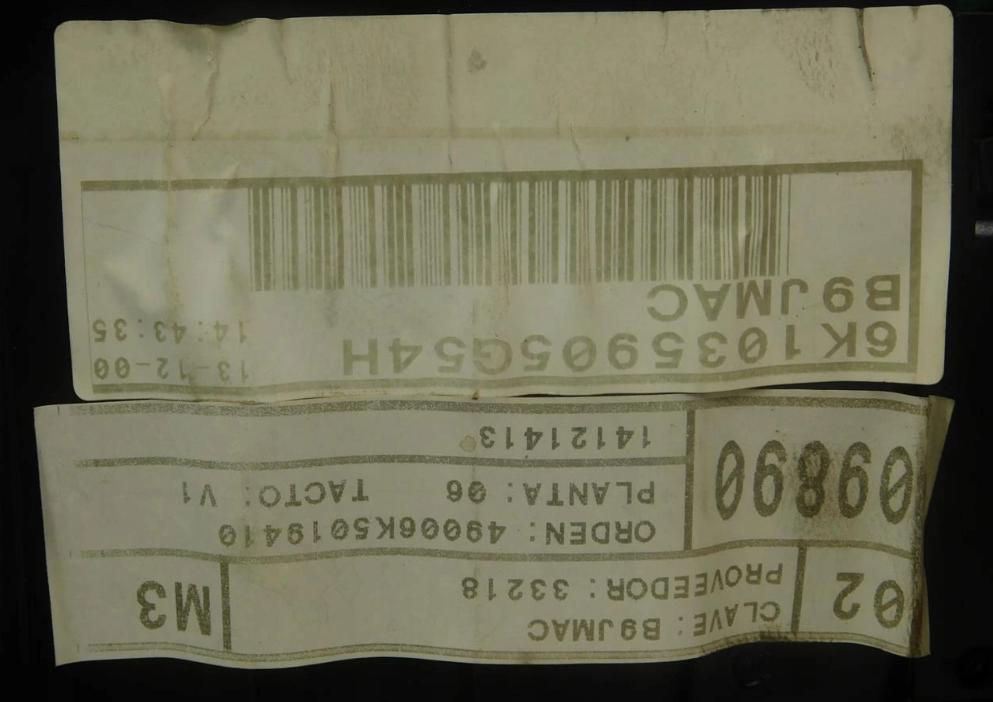 02 CLAVE: B9JMAC M3
PROVEEDOR: 33218
09890 ORDEN: 49006K5019410
PLANTA: 06 TACTO: V1
14121413
6K1035905G54H 13-12-00
B9JMAC 14:43:35